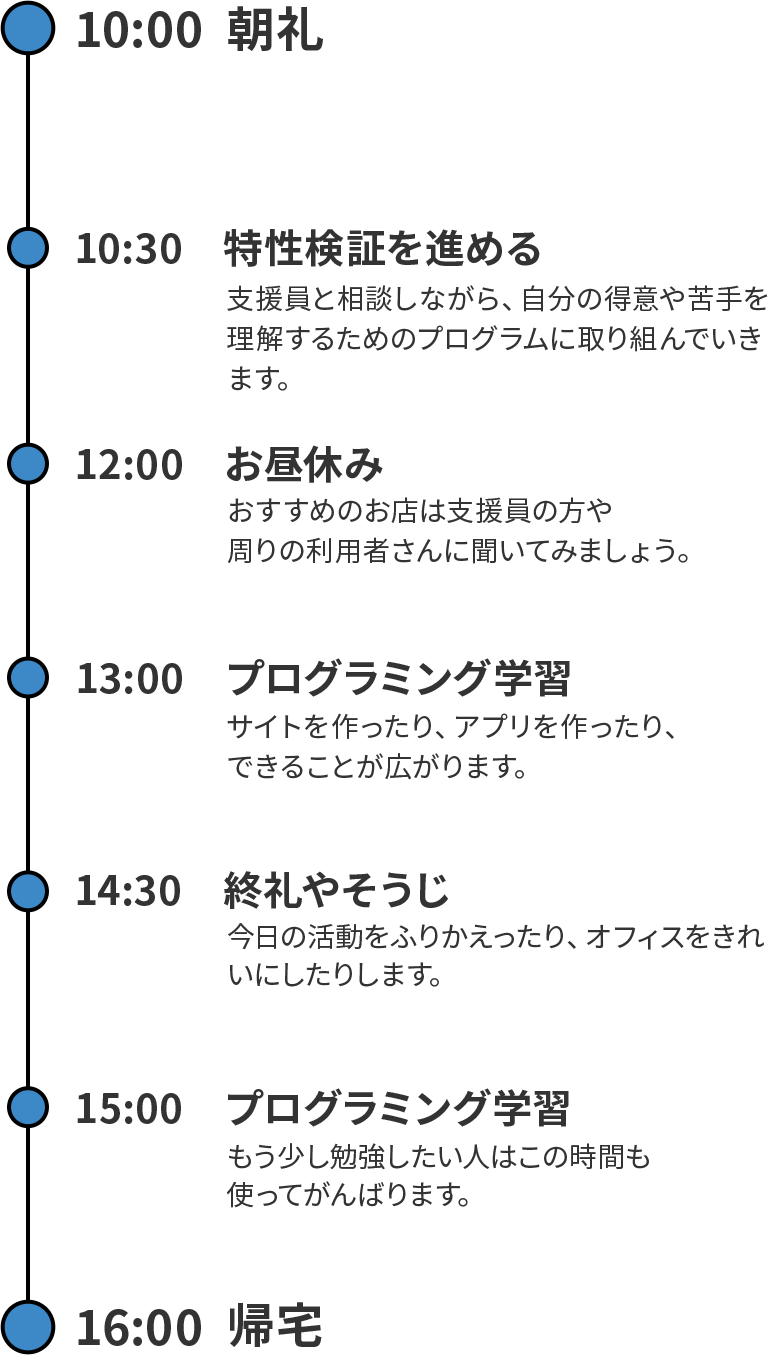 10:00 朝礼
10:30 特性検証を進める
支援員と相談しながら、自分の得意や苦手を
理解するためのプログラムに取り組んでいき
ます。
12:00 お昼休み
おすすめのお店は支援員の方や
周りの利用者さんに聞いてみましょう。
13:00 プログラミング学習
サイトを作ったり、アプリを作ったり、
できることが広がります。
14:30 終礼やそうじ
今日の活動をふりかえったり、オフィスをきれ
いにしたりします。
15:00 プログラミング学習
もう少し勉強したい人はこの時間も
使ってがんばります。
16:00 帰宅